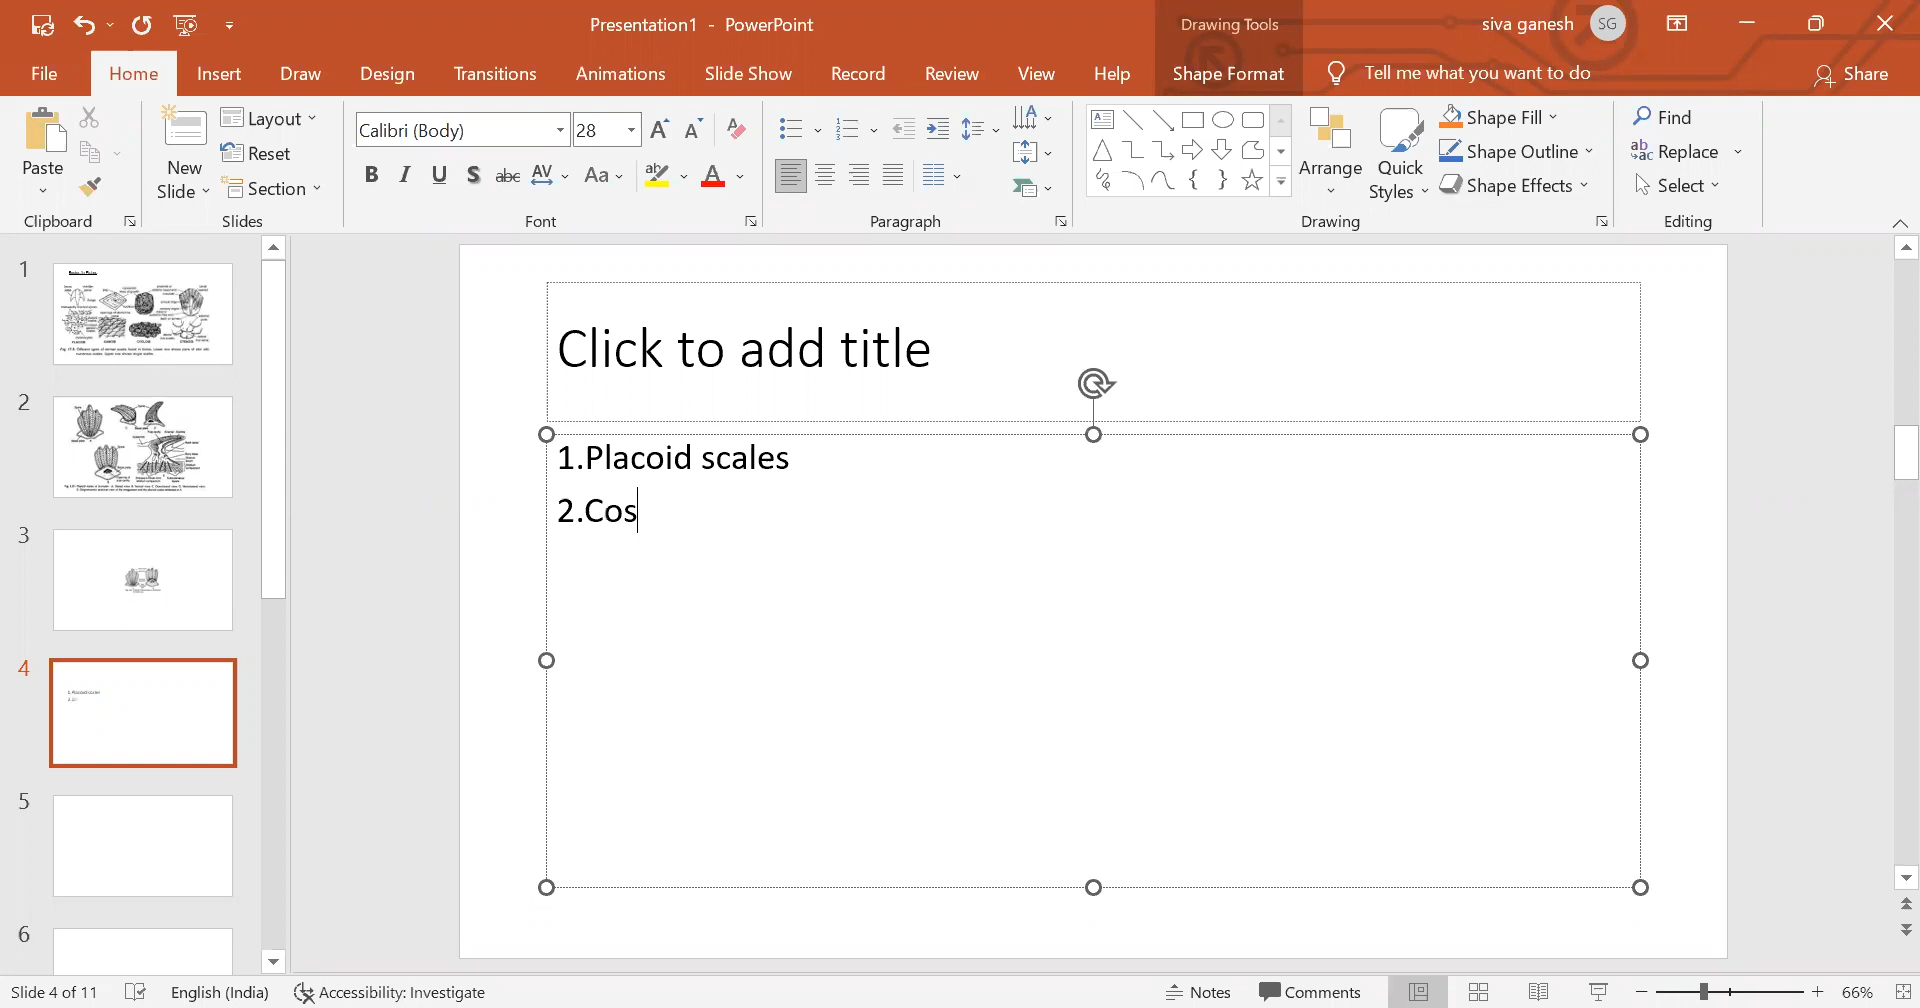 Presentation1 - PowerPoint
Drawing Tools
siva ganesh
SG
File
Home
Insert
Draw
Design
Transitions
Animations
Slide Show
Record
Review
View
Help
Shape Format
Tell me what you want to do
Share
Paste
Clipboard
New
Slide
Layout
Reset
Section
Slides
Calibri (Body)
28
B I U S abc AV Aa ab A
Font
Paragraph
Arrange
Quick
Styles
Shape Fill
Shape Outline
Shape Effects
Drawing
Find
Replace
Select
Editing
1
2
3
4
5
6
Click to add title
1.Placoid scales
2.Cos
Slide 4 of 11
English (India)
Accessibility: Investigate
Notes
Comments
66%